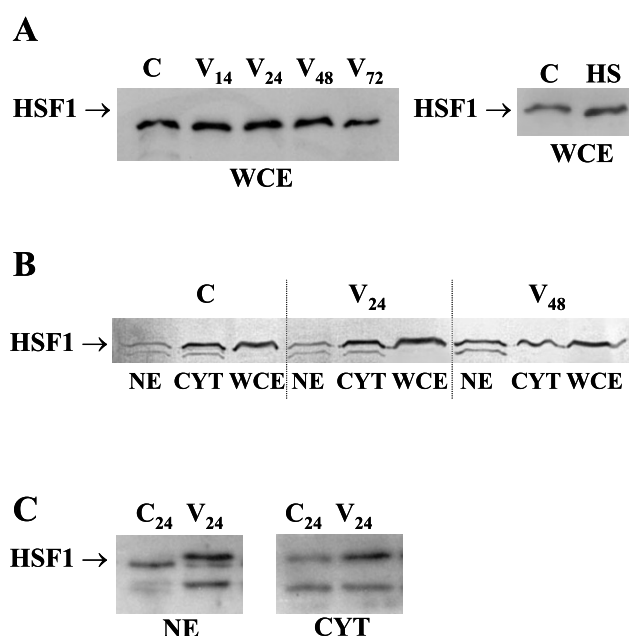 A
C V₁₄ V₂₄ V₄₈ V₇₂
HSF1 →
WCE
C HS
HSF1 →
WCE
B
C V₂₄ V₄₈
HSF1 →
NE CYT WCE NE CYT WCE NE CYT WCE
C
C₂₄ V₂₄ C₂₄ V₂₄
HSF1 →
NE CYT